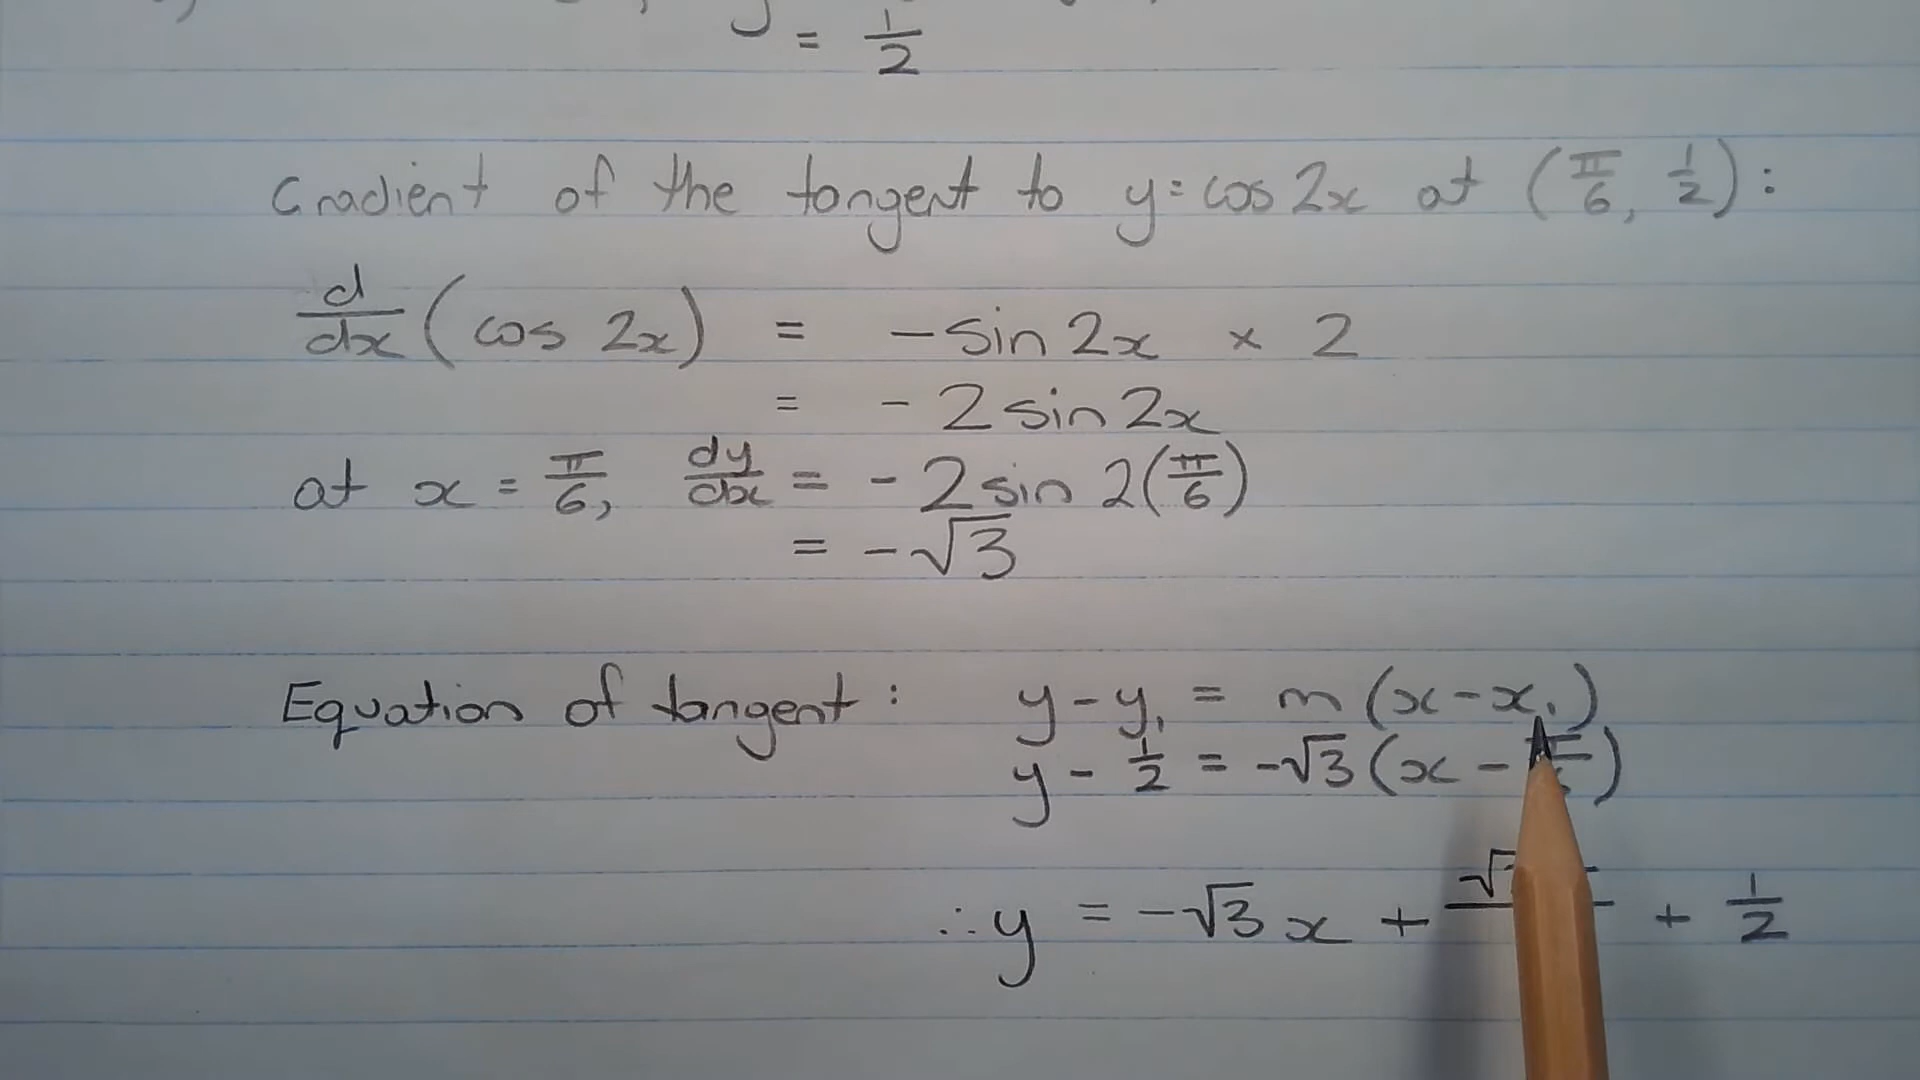 = 1/2
Gradient of the tangent to y = cos 2x at (π/6, 1/2):
d/dx (cos 2x) = -sin 2x × 2
= -2 sin 2x
at x = π/6, dy/dx = -2 sin 2(π/6)
= -√3
Equation of tangent: y - y₁ = m(x - x₁)
y - 1/2 = -√3(x - )
∴ y = -√3 x + √ + 1/2